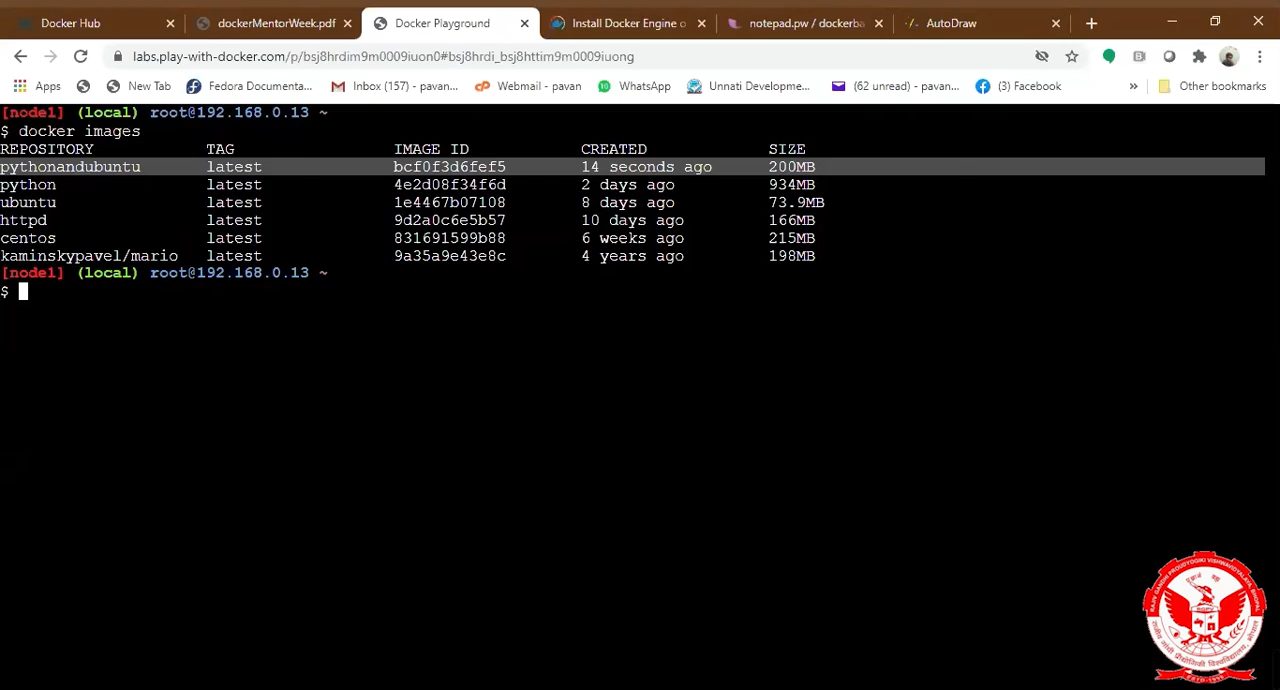 Docker Hub
dockerMentorWeek.pdf
Docker Playground
Install Docker Engine o
notepad.pw / dockerba
AutoDraw
labs.play-with-docker.com/p/bsj8hrdim9m0009iuon0#bsj8hrdi_bsj8httim9m0009iuong
Apps
New Tab
Fedora Documenta...
Inbox (157) - pavan...
Webmail - pavan...
WhatsApp
Unnati Developme...
(62 unread) - pavan...
(3) Facebook
»
Other bookmarks
[node1] (local) root@192.168.0.13 ~
$ docker images
REPOSITORY TAG IMAGE ID CREATED SIZE
pythonandubuntu latest bcf0f3d6fef5 14 seconds ago 200MB
python latest 4e2d08f34f6d 2 days ago 934MB
ubuntu latest 1e4467b07108 8 days ago 73.9MB
httpd latest 9d2a0c6e5b57 10 days ago 166MB
centos latest 831691599b88 6 weeks ago 215MB
kaminskypavel/mario latest 9a35a9e43e8c 4 years ago 198MB
[node1] (local) root@192.168.0.13 ~
$
RAJIV GANDHI PROUDYOGIKI VISHWAVIDYALAYA, BHOPAL